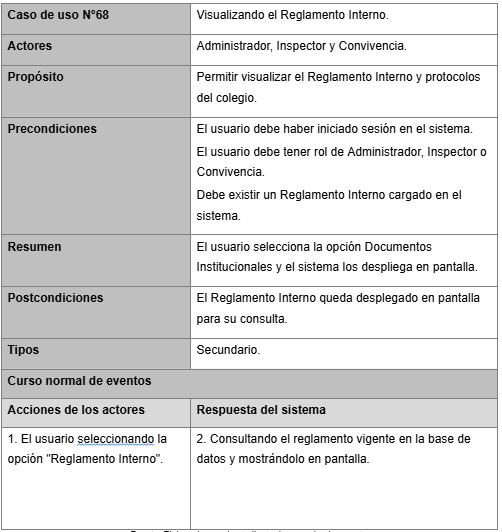 Caso de uso N°68
Visualizando el Reglamento Interno.
Actores
Administrador, Inspector y Convivencia.
Propósito
Permitir visualizar el Reglamento Interno y protocolos
del colegio.
Precondiciones
El usuario debe haber iniciado sesión en el sistema.
El usuario debe tener rol de Administrador, Inspector o
Convivencia.
Debe existir un Reglamento Interno cargado en el
sistema.
Resumen
El usuario selecciona la opción Documentos
Institucionales y el sistema los despliega en pantalla.
Postcondiciones
El Reglamento Interno queda desplegado en pantalla
para su consulta.
Tipos
Secundario.
Curso normal de eventos
Acciones de los actores
Respuesta del sistema
1. El usuario seleccionando la
opción "Reglamento Interno".
2. Consultando el reglamento vigente en la base de
datos y mostrándolo en pantalla.